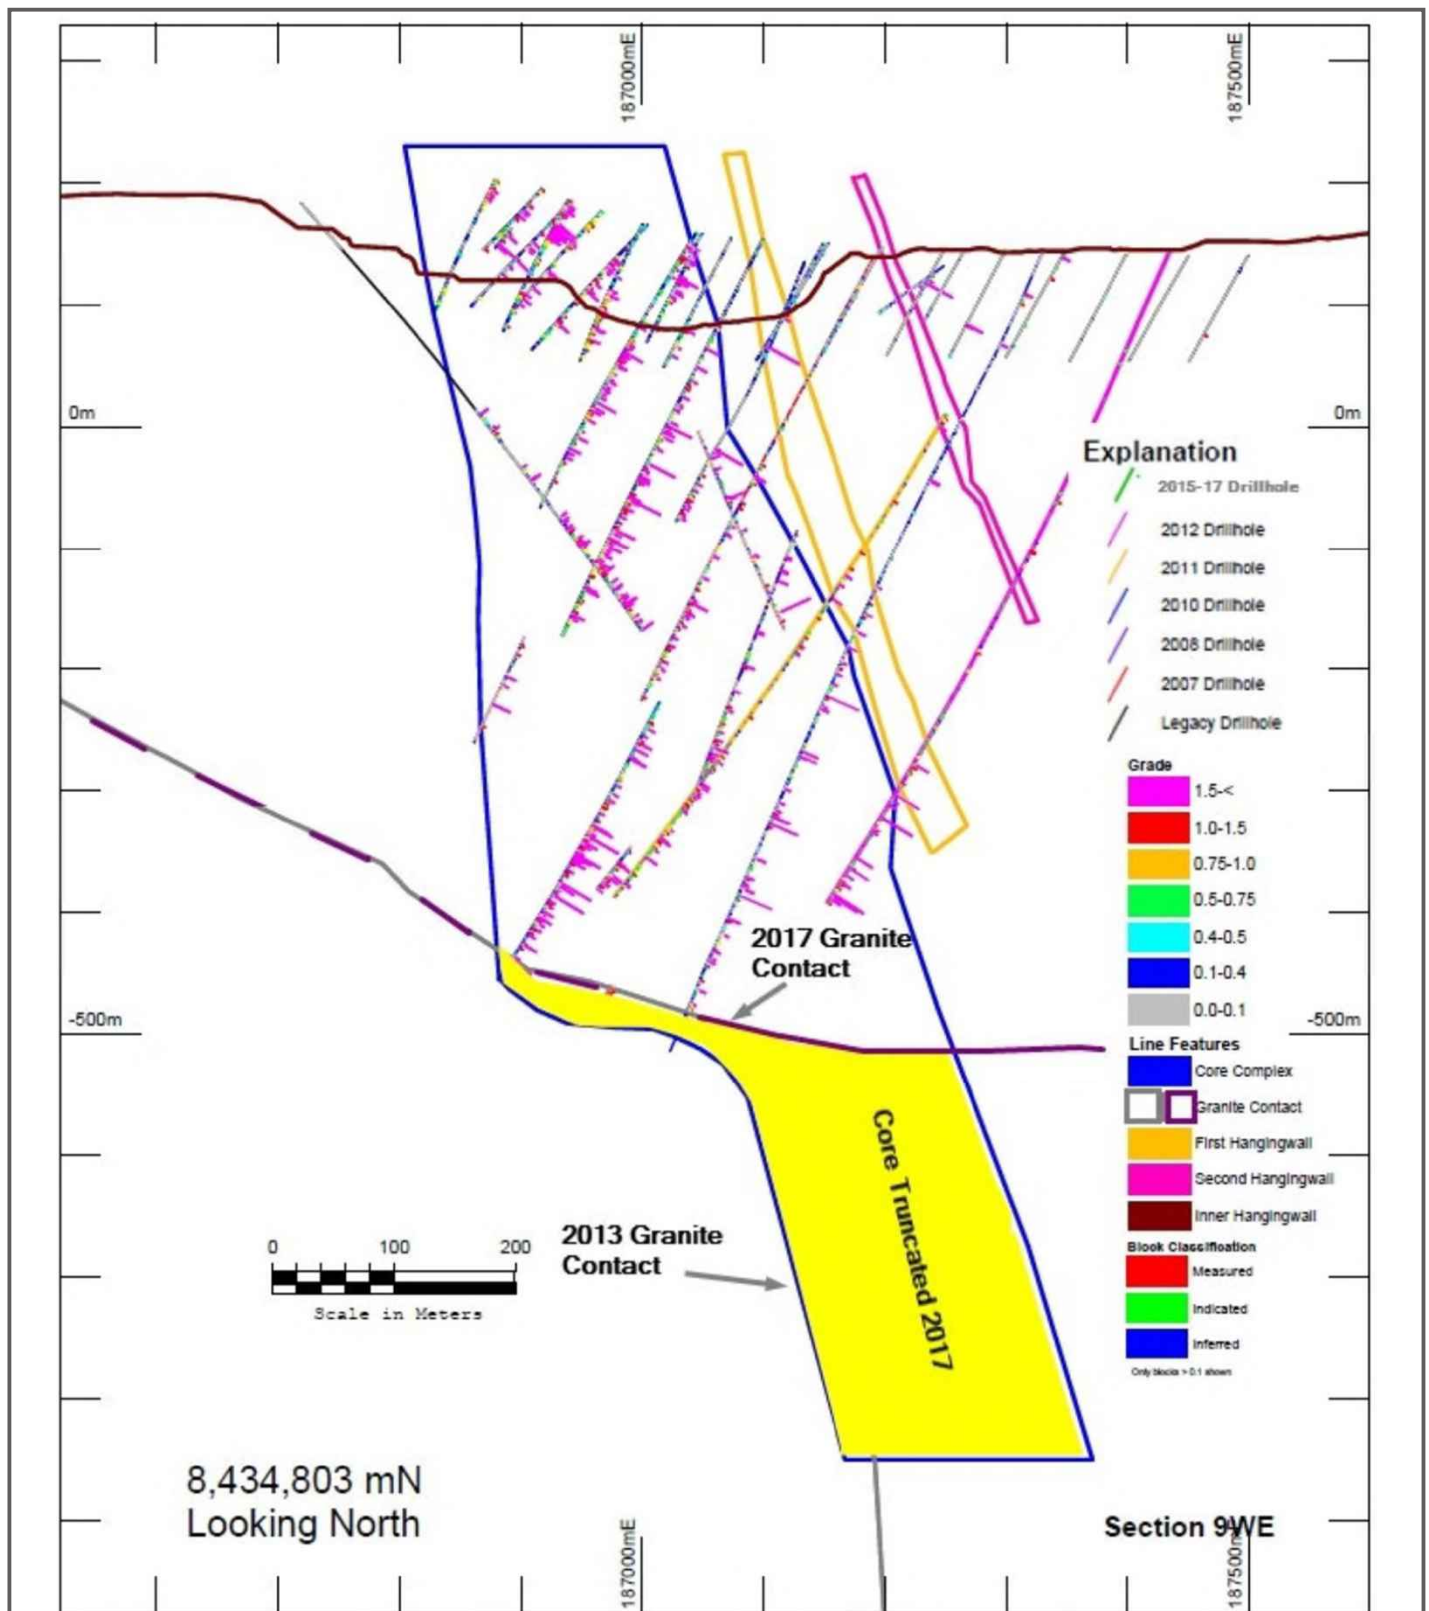 187000mE
187500mE
0m
0m
Explanation
2015-17 Drillhole
2012 Drillhole
2011 Drillhole
2010 Drillhole
2008 Drillhole
2007 Drillhole
Legacy Drillhole
Grade
1.5-<
1.0-1.5
0.75-1.0
0.5-0.75
0.4-0.5
0.1-0.4
0.0-0.1
2017 Granite
Contact
-500m
-500m
Line Features
Core Complex
Granite Contact
First Hangingwall
Second Hangingwall
Inner Hangingwall
Block Classification
Measured
Indicated
Inferred
Only blocks > 0.1 shown
Core Truncated 2017
2013 Granite
Contact
0 100 200
Scale in Meters
8,434,803 mN
Looking North
Section 9WE
187000mE
187500mE